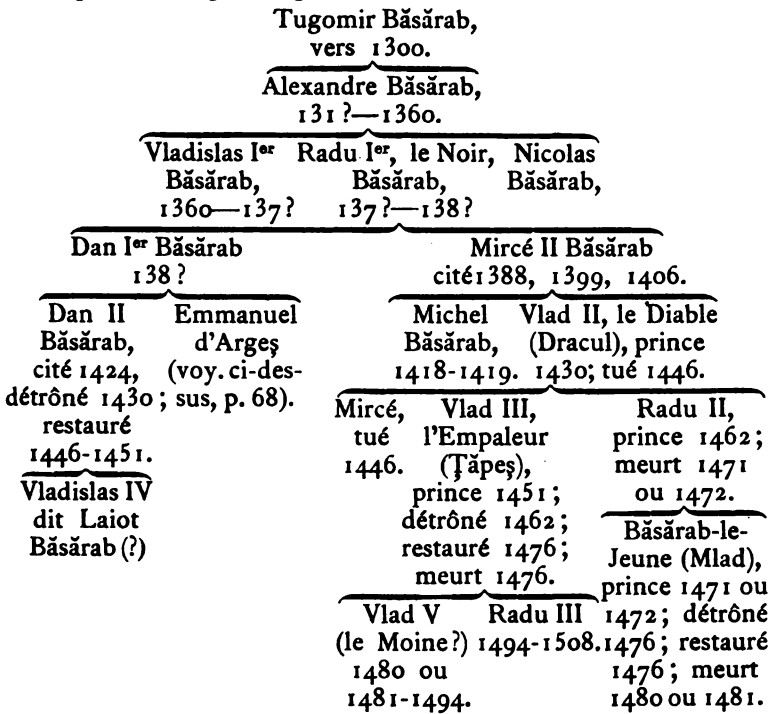 Tugomir Băsărab,
vers 1300.
Alexandre Băsărab,
131?—1360.
Vladislas Iᵉʳ
Băsărab,
1360—137?
Radu Iᵉʳ, le Noir,
Băsărab,
137?—138?
Nicolas
Băsărab,
Dan Iᵉʳ Băsărab
138?
Mircé II Băsărab
cité1388, 1399, 1406.
Dan II
Băsărab,
cité 1424,
détrôné 1430;
restauré
1446-1451.
Emmanuel
d'Argeş
(voy. ci-des-
sus, p. 68).
Michel
Băsărab,
1418-1419.
Vlad II, le Diable
(Dracul), prince
1430; tué 1446.
Vladislas IV
dit Laiot
Băsărab (?)
Mircé,
tué
1446.
Vlad III,
l'Empaleur
(Ţăpeş),
prince 1451;
détrôné 1462;
restauré 1476;
meurt 1476.
Radu II,
prince 1462;
meurt 1471
ou 1472.
Vlad V
(le Moine?)
1480 ou
1481-1494.
Radu III
1494-1508.
Băsărab-le-
Jeune (Mlad),
prince 1471 ou
1472; détrôné
1476; restauré
1476; meurt
1480 ou 1481.